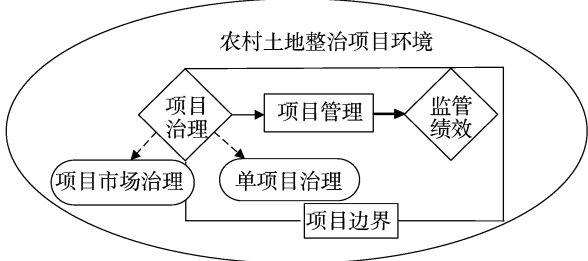 农村土地整治项目环境
项目
治理
项目管理
监管
绩效
项目市场治理
单项目治理
项目边界